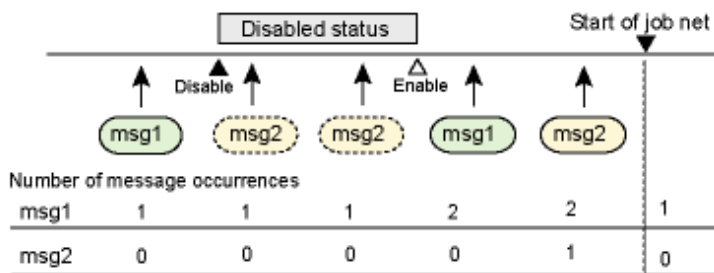 Disabled status
Start of job net
Disable
Enable
msg1 msg2 msg2 msg1 msg2
Number of message occurrences
msg1 1 1 1 2 2 1
msg2 0 0 0 0 1 0